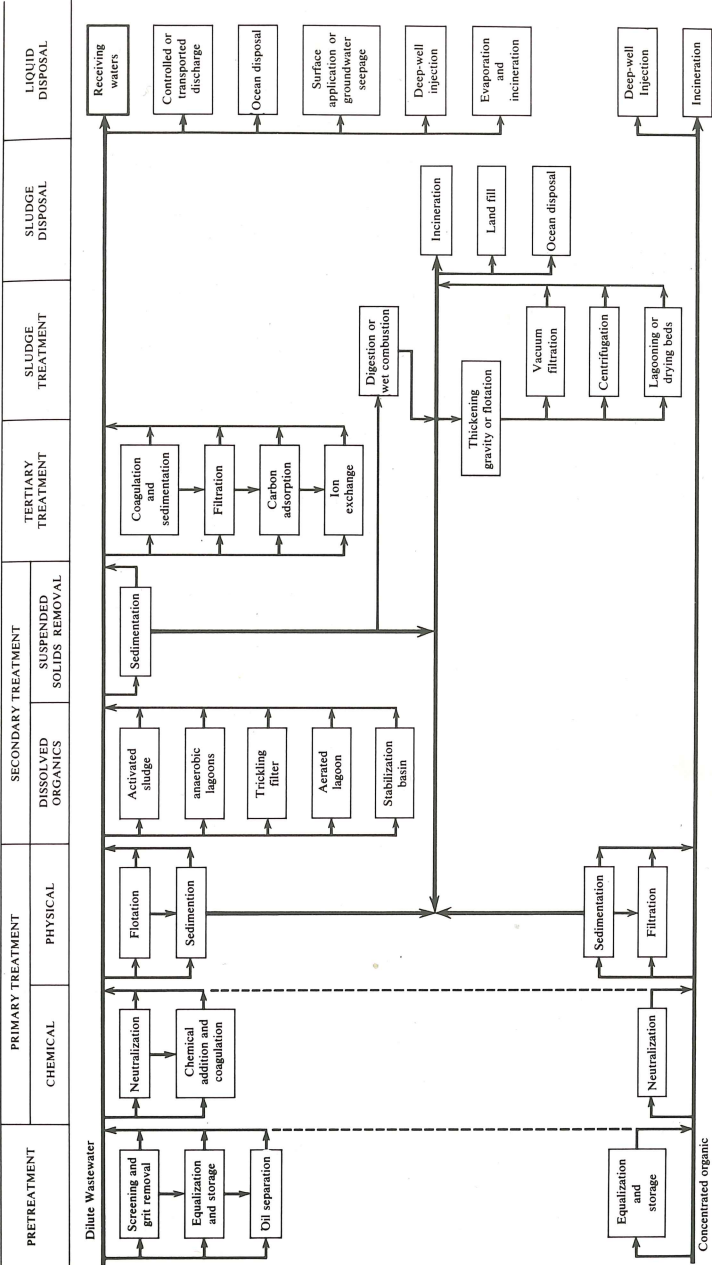 PRETREATMENT
PRIMARY TREATMENT
CHEMICAL
PHYSICAL
SECONDARY TREATMENT
DISSOLVED
ORGANICS
SUSPENDED
SOLIDS REMOVAL
TERTIARY
TREATMENT
SLUDGE
TREATMENT
SLUDGE
DISPOSAL
LIQUID
DISPOSAL
Dilute Wastewater
Screening and
grit removal
Equalization
and storage
Oil separation
Neutralization
Chemical
addition and
coagulation
Flotation
Sedimention
Activated
sludge
anaerobic
lagoons
Trickling
filter
Aerated
lagoon
Stabilization
basin
Sedimentation
Coagulation
and
sedimentation
Filtration
Carbon
adsorption
Ion
exchange
Digestion or
wet combustion
Thickening
gravity or flotation
Vacuum
filtration
Centrifugation
Lagooning or
drying beds
Incineration
Land fill
Ocean disposal
Receiving
waters
Controlled or
transported
discharge
Ocean disposal
Surface
application or
groundwater
seepage
Deep-well
injection
Evaporation
and
incineration
Equalization
and
storage
Neutralization
Sedimentation
Filtration
Deep-well
Injection
Incineration
Concentrated organic